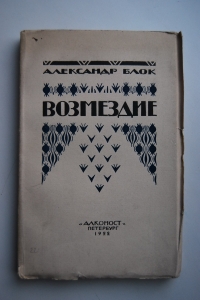 АЛЕКСАНДР БЛОК
ВОЗМЕЗДИЕ
„АЛКОНОСТ“
ПЕТЕРБУРГ
1922